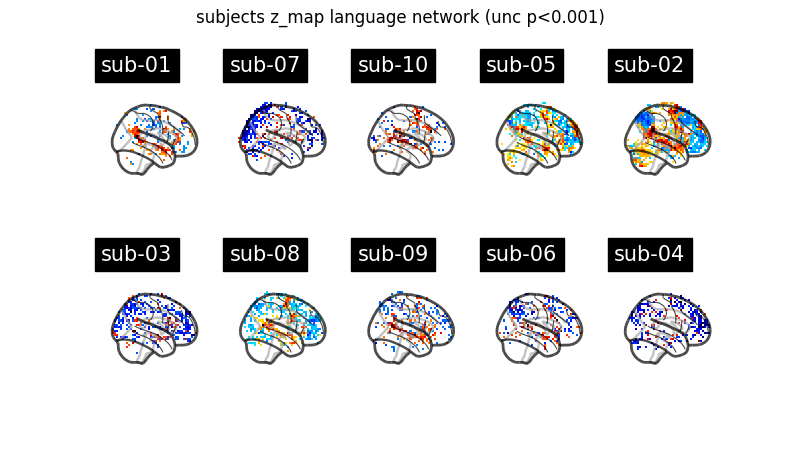 subjects z_map language network (unc p<0.001)
sub-01 sub-07 sub-10 sub-05 sub-02
sub-03 sub-08 sub-09 sub-06 sub-04